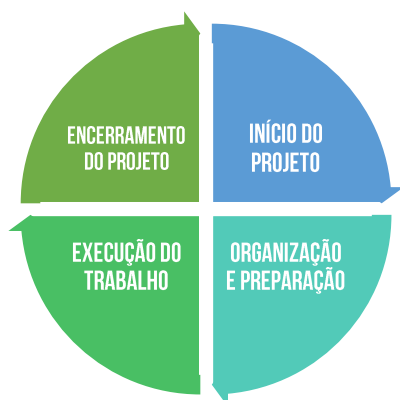 ENCERRAMENTO
DO PROJETO
INÍCIO DO
PROJETO
EXECUÇÃO DO
TRABALHO
ORGANIZAÇÃO
E PREPARAÇÃO